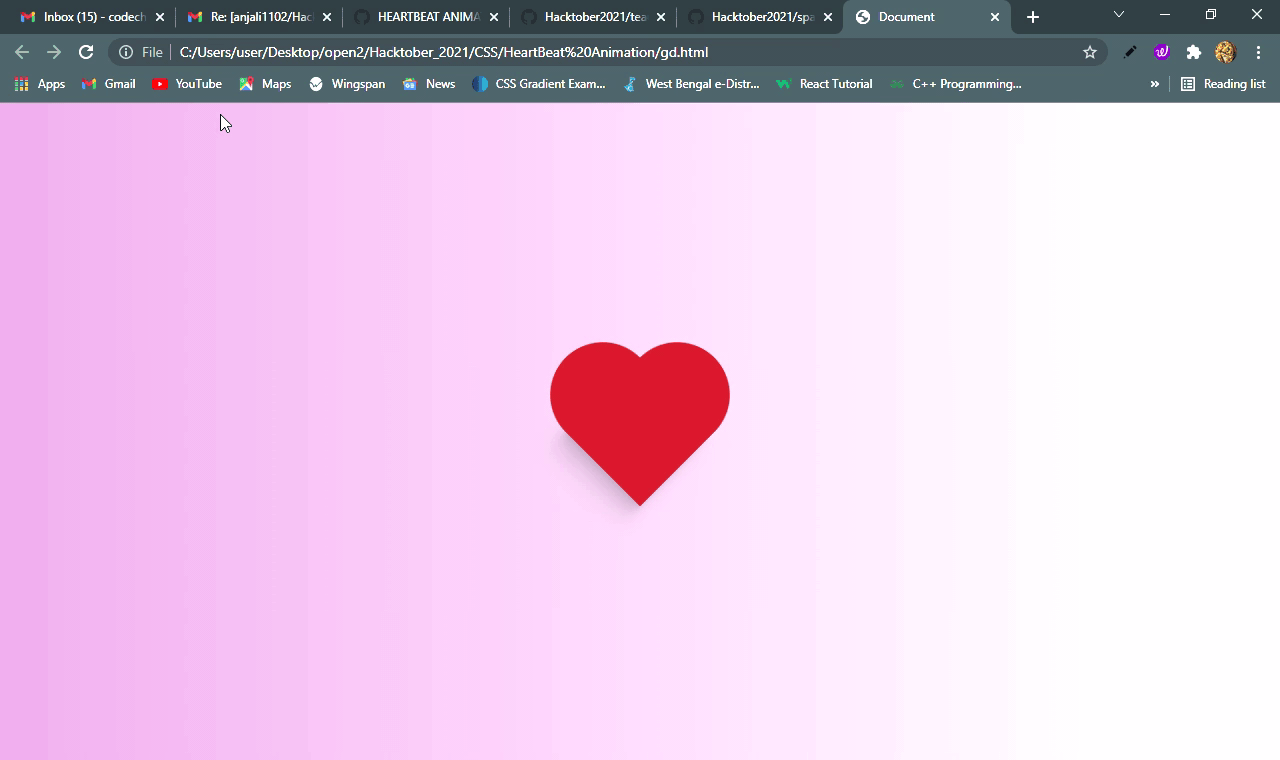 Inbox (15) - codech
Re: [anjali1102/Hac
HEARTBEAT ANIMA
Hacktober2021/tea
Hacktober2021/spa
Document
File
C:/Users/user/Desktop/open2/Hacktober_2021/CSS/HeartBeat%20Animation/gd.html
Apps
Gmail
YouTube
Maps
Wingspan
News
CSS Gradient Exam...
West Bengal e-Distr...
React Tutorial
C++ Programming...
»
Reading list